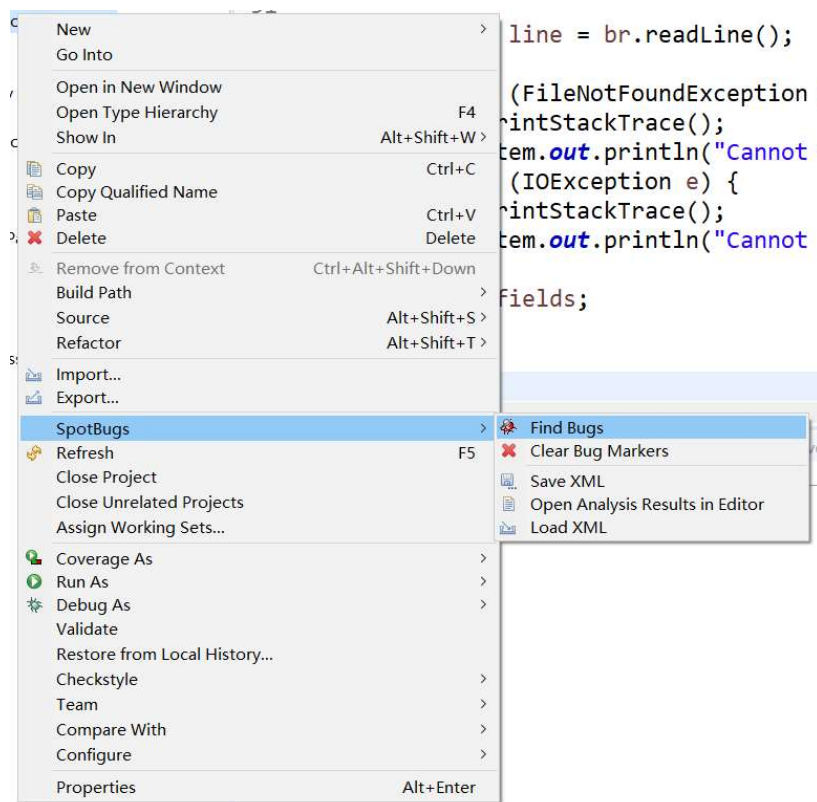 New >
Go Into
Open in New Window
Open Type Hierarchy F4
Show In Alt+Shift+W >
Copy Ctrl+C
Copy Qualified Name
Paste Ctrl+V
Delete Delete
Remove from Context Ctrl+Alt+Shift+Down
Build Path >
Source Alt+Shift+S >
Refactor Alt+Shift+T >
Import...
Export...
SpotBugs >
Refresh F5
Close Project
Close Unrelated Projects
Assign Working Sets...
Coverage As >
Run As >
Debug As >
Validate
Restore from Local History...
Checkstyle >
Team >
Compare With >
Configure >
Properties Alt+Enter
Find Bugs
Clear Bug Markers
Save XML
Open Analysis Results in Editor
Load XML
line = br.readLine();
(FileNotFoundException
rintStackTrace();
tem.out.println("Cannot
(IOException e) {
rintStackTrace();
tem.out.println("Cannot
fields;